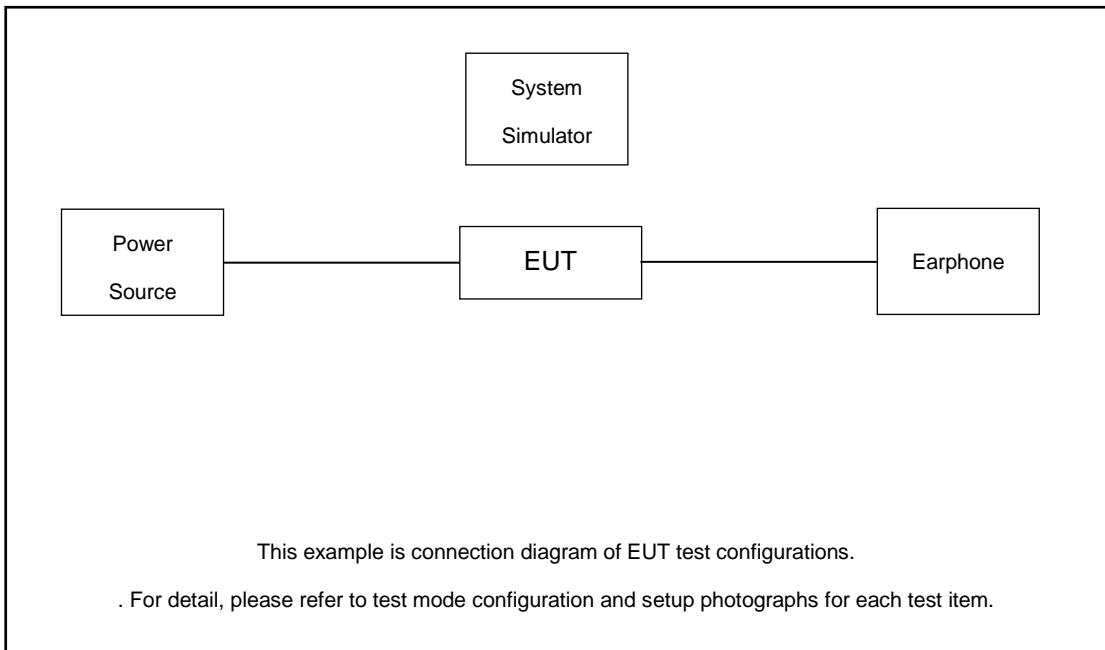 System
Simulator
Power
Source
EUT
Earphone
This example is connection diagram of EUT test configurations.
. For detail, please refer to test mode configuration and setup photographs for each test item.